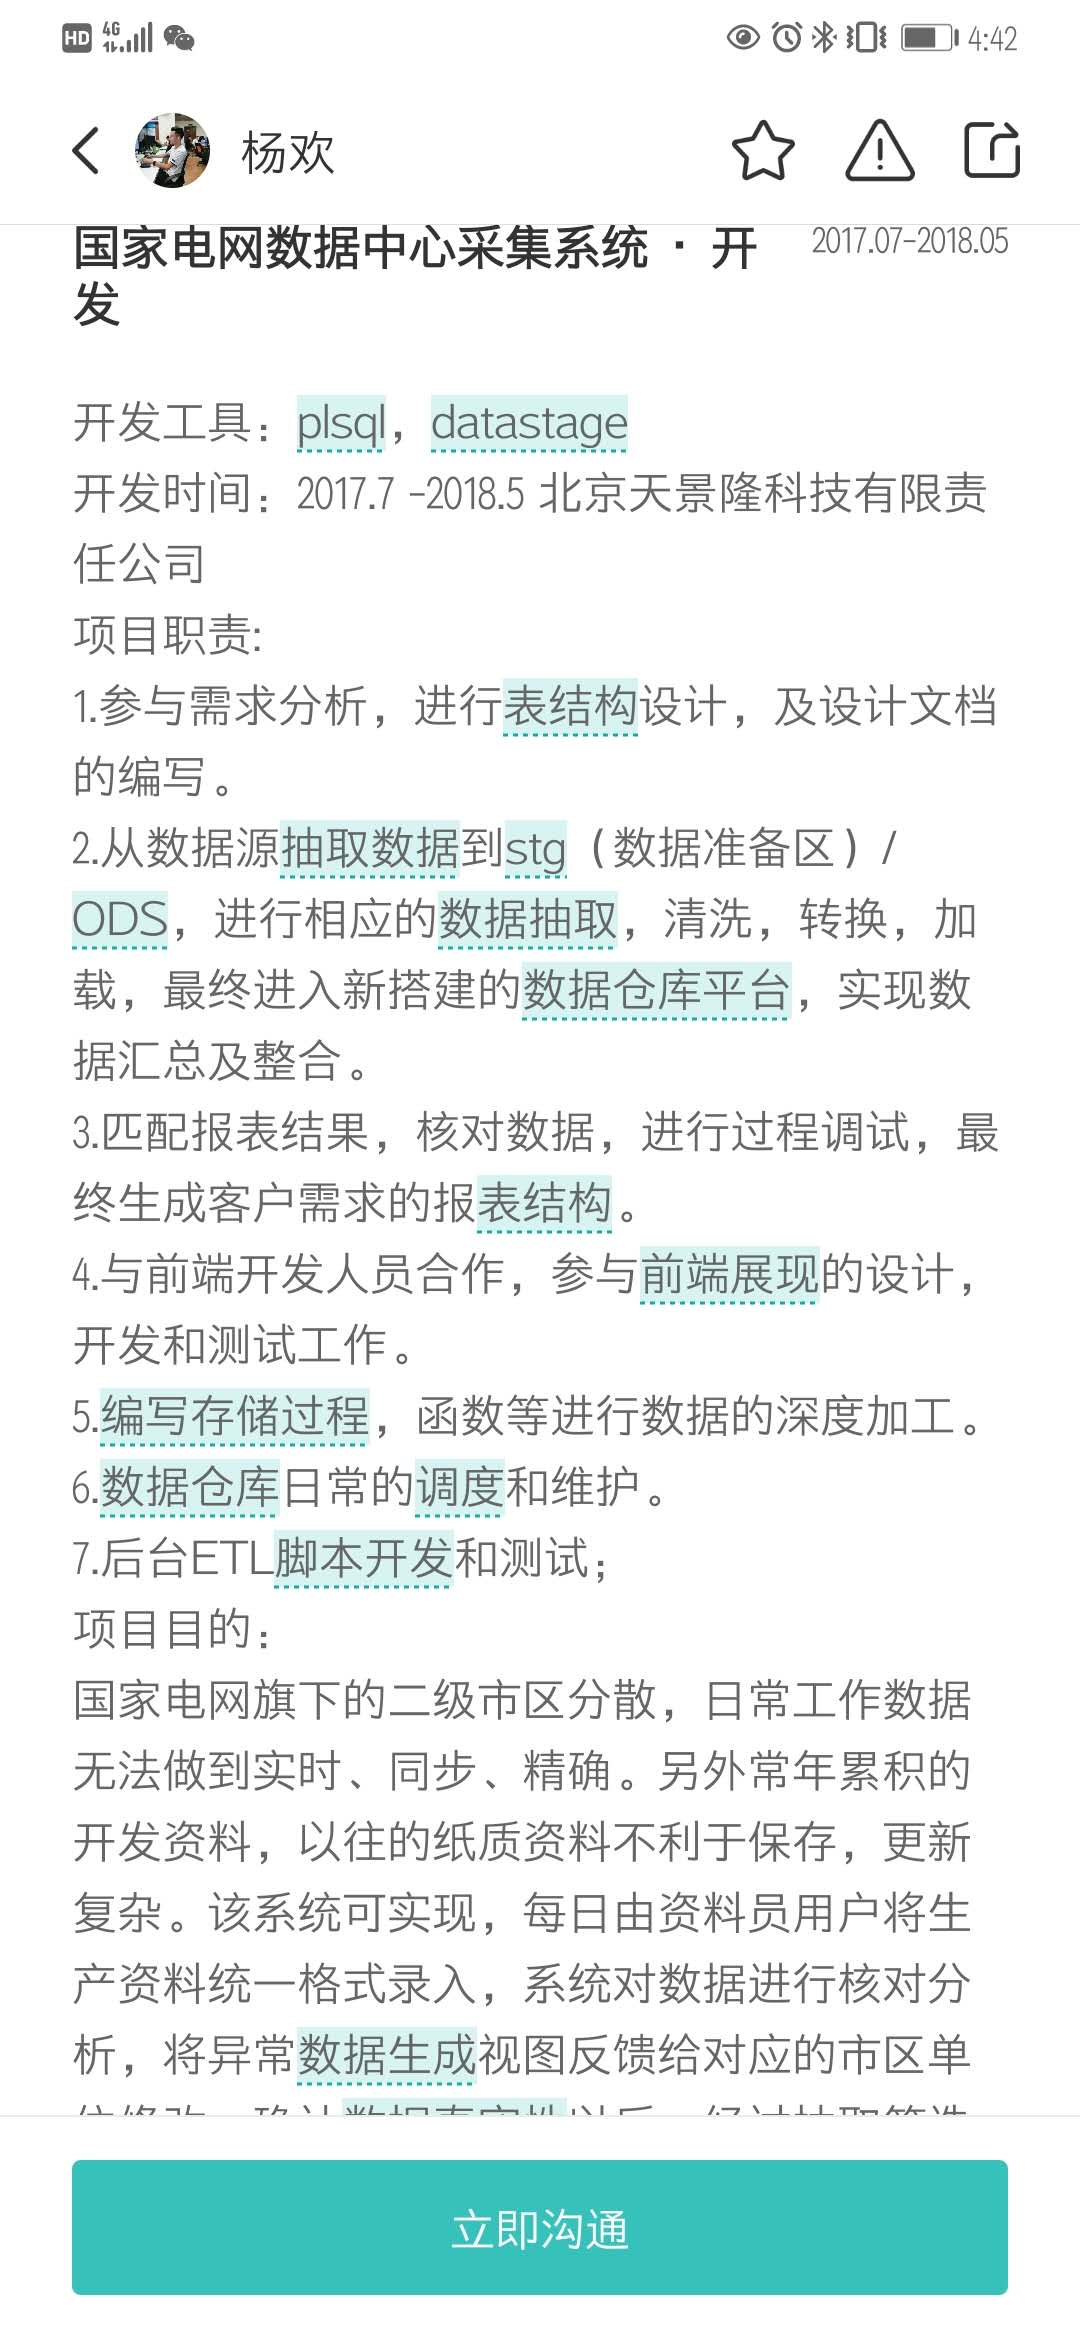 HD 4G 4:42
杨欢
国家电网数据中心采集系统 · 开 2017.07-2018.05
发
开发工具：plsql，datastage
开发时间：2017.7 -2018.5 北京天景隆科技有限责
任公司
项目职责:
1.参与需求分析，进行表结构设计，及设计文档
的编写。
2.从数据源抽取数据到stg（数据准备区）/
ODS，进行相应的数据抽取，清洗，转换，加
载，最终进入新搭建的数据仓库平台，实现数
据汇总及整合。
3.匹配报表结果，核对数据，进行过程调试，最
终生成客户需求的报表结构。
4.与前端开发人员合作，参与前端展现的设计，
开发和测试工作。
5.编写存储过程，函数等进行数据的深度加工。
6.数据仓库日常的调度和维护。
7.后台ETL脚本开发和测试；
项目目的：
国家电网旗下的二级市区分散，日常工作数据
无法做到实时、同步、精确。另外常年累积的
开发资料，以往的纸质资料不利于保存，更新
复杂。该系统可实现，每日由资料员用户将生
产资料统一格式录入，系统对数据进行核对分
析，将异常数据生成视图反馈给对应的市区单
立即沟通